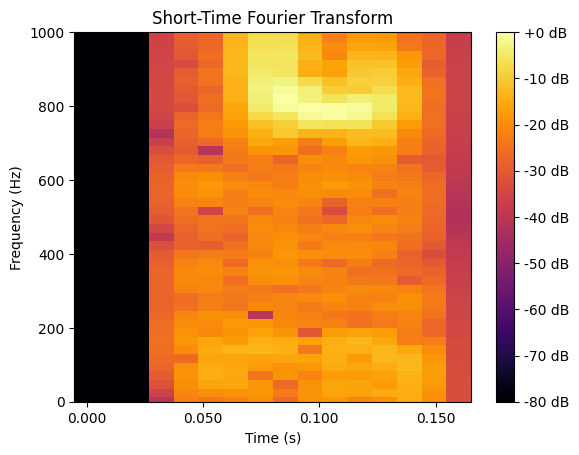 Short-Time Fourier Transform
Frequency (Hz)
1000
800
600
400
200
0
0.000
0.050
0.100
0.150
Time (s)
+0 dB
-10 dB
-20 dB
-30 dB
-40 dB
-50 dB
-60 dB
-70 dB
-80 dB